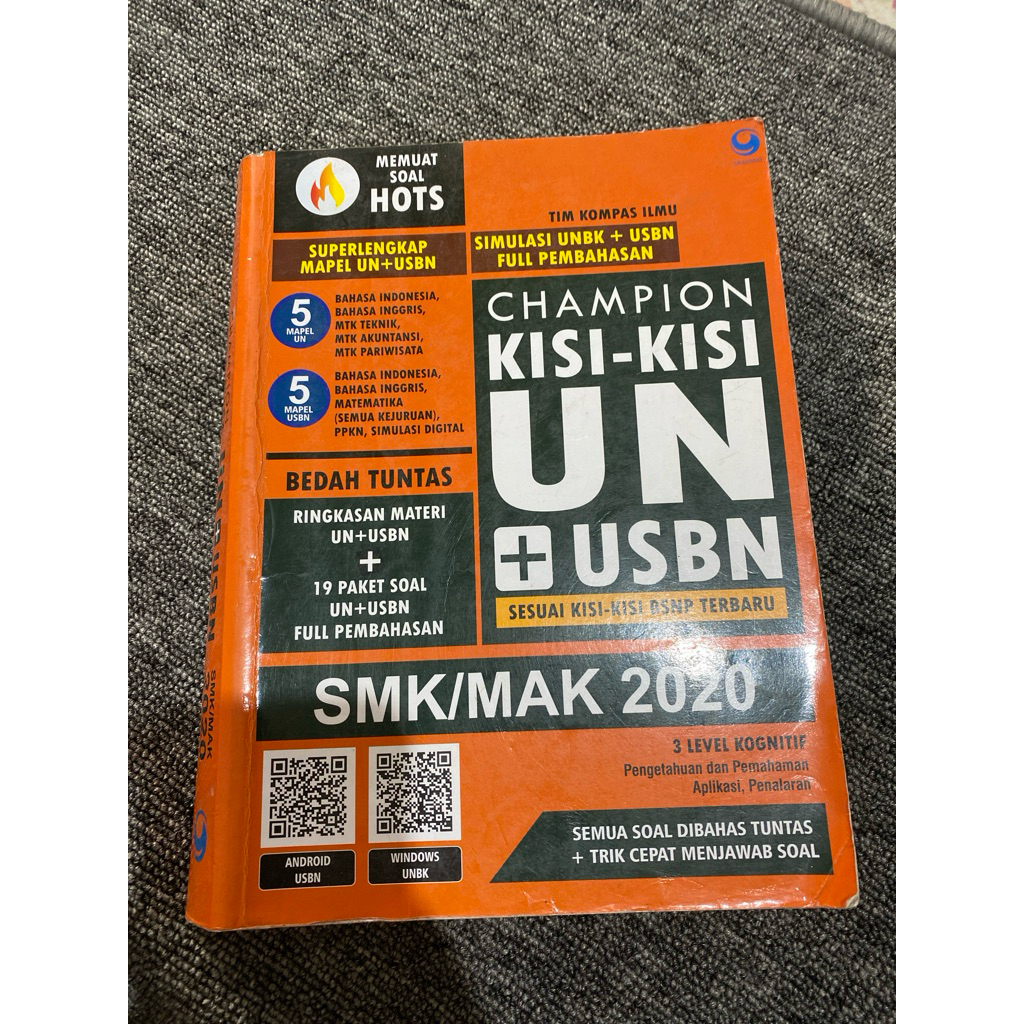 MEMUAT
SOAL
HOTS
SUPERLENGKAP
MAPEL UN+USBN
5
MAPEL
UN
BAHASA INDONESIA,
BAHASA INGGRIS,
MTK TEKNIK,
MTK AKUNTANSI,
MTK PARIWISATA
5
MAPEL
USBN
BAHASA INDONESIA,
BAHASA INGGRIS,
MATEMATIKA
(SEMUA KEJURUAN),
PPKN, SIMULASI DIGITAL
BEDAH TUNTAS
RINGKASAN MATERI
UN+USBN
+
19 PAKET SOAL
UN+USBN
FULL PEMBAHASAN
TIM KOMPAS ILMU
SIMULASI UNBK + USBN
FULL PEMBAHASAN
CHAMPION
KISI-KISI
UN
+ USBN
SESUAI KISI-KISI BSNP TERBARU
SMK/MAK 2020
3 LEVEL KOGNITIF
Pengetahuan dan Pemahaman
Aplikasi, Penalaran
SEMUA SOAL DIBAHAS TUNTAS
+ TRIK CEPAT MENJAWAB SOAL
ANDROID
USBN
WINDOWS
UNBK
SMK/MAK
2020